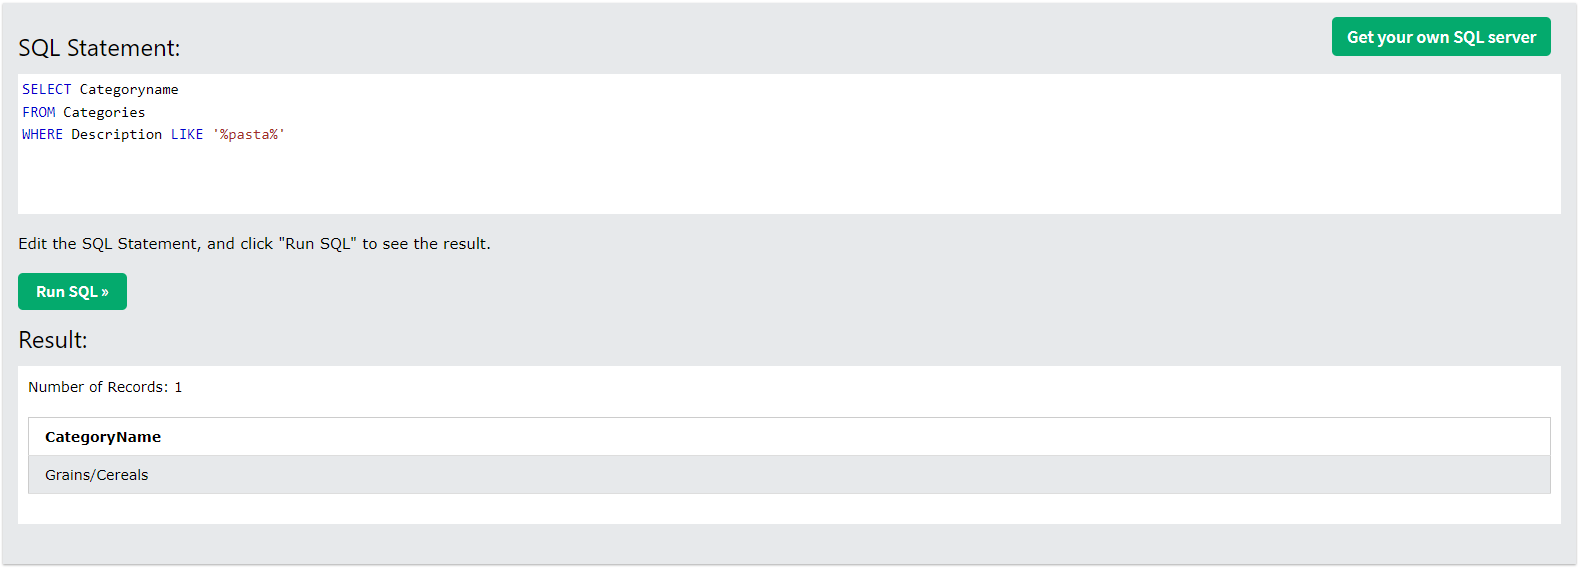 Get your own SQL server
SQL Statement:
SELECT Categoryname
FROM Categories
WHERE Description LIKE '%pasta%'
Edit the SQL Statement, and click "Run SQL" to see the result.
Run SQL »
Result:
Number of Records: 1
CategoryName
Grains/Cereals